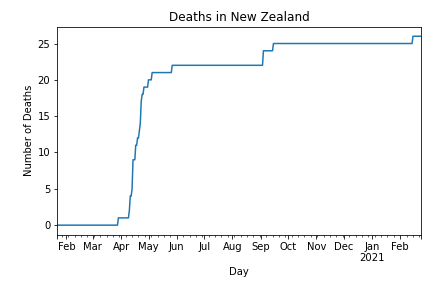 Deaths in New Zealand
Number of Deaths
25
20
15
10
5
0
Feb Mar Apr May Jun Jul Aug Sep Oct Nov Dec Jan Feb
2021
Day